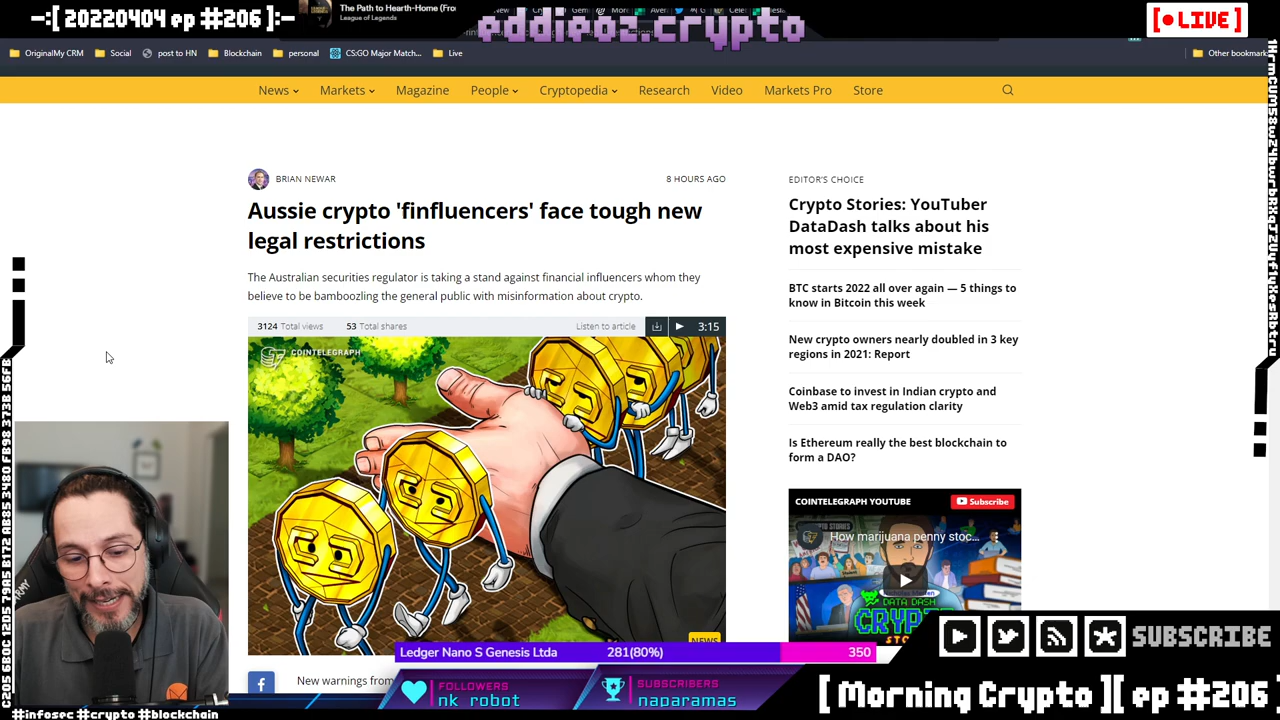 -:[ 20220404 ep #206 ]:-
The Path to Hearth-Home (Fro
League of Legends
eddieoz.crypto
[ • LIVE ]
OriginalMy CRM
Social
post to HN
Blockchain
personal
CS:GO Major Match...
Live
Other bookmark
News
Markets
Magazine
People
Cryptopedia
Research
Video
Markets Pro
Store
BRIAN NEWAR
8 HOURS AGO
Aussie crypto 'finfluencers' face tough new
legal restrictions
The Australian securities regulator is taking a stand against financial influencers whom they
believe to be bamboozling the general public with misinformation about crypto.
3124 Total views
53 Total shares
Listen to article
3:15
COINTELEGRAPH
NEWS
New warnings from
EDITOR'S CHOICE
Crypto Stories: YouTuber
DataDash talks about his
most expensive mistake
BTC starts 2022 all over again — 5 things to
know in Bitcoin this week
New crypto owners nearly doubled in 3 key
regions in 2021: Report
Coinbase to invest in Indian crypto and
Web3 amid tax regulation clarity
Is Ethereum really the best blockchain to
form a DAO?
COINTELEGRAPH YOUTUBE
Subscribe
How marijuana penny stoc...
DATA DASH
Ledger Nano S Genesis Ltda
281(80%)
350
FOLLOWERS
nk_robot
SUBSCRIBERS
naparamas
SUBSCRIBE
[ Morning Crypto ][ ep #206 ]
#infosec #crypto #blockchain